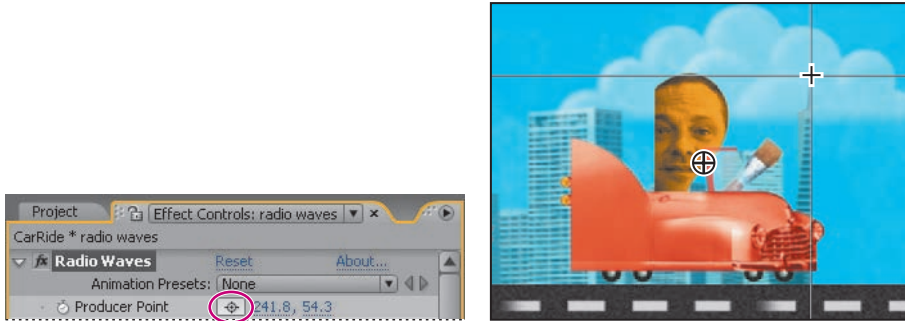 Project
Effect Controls: radio waves
CarRide * radio waves
fx Radio Waves Reset About...
Animation Presets: None
Producer Point 241.8, 54.3